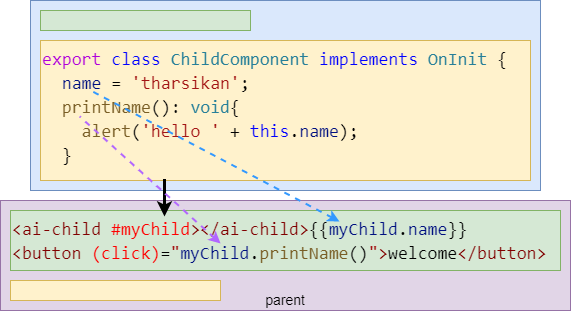 export class ChildComponent implements OnInit {
name = 'tharsikan';
printName(): void{
alert('hello ' + this.name);
}
<ai-child #myChild></ai-child>{{myChild.name}}
<button (click)="myChild.printName()">welcome</button>
parent